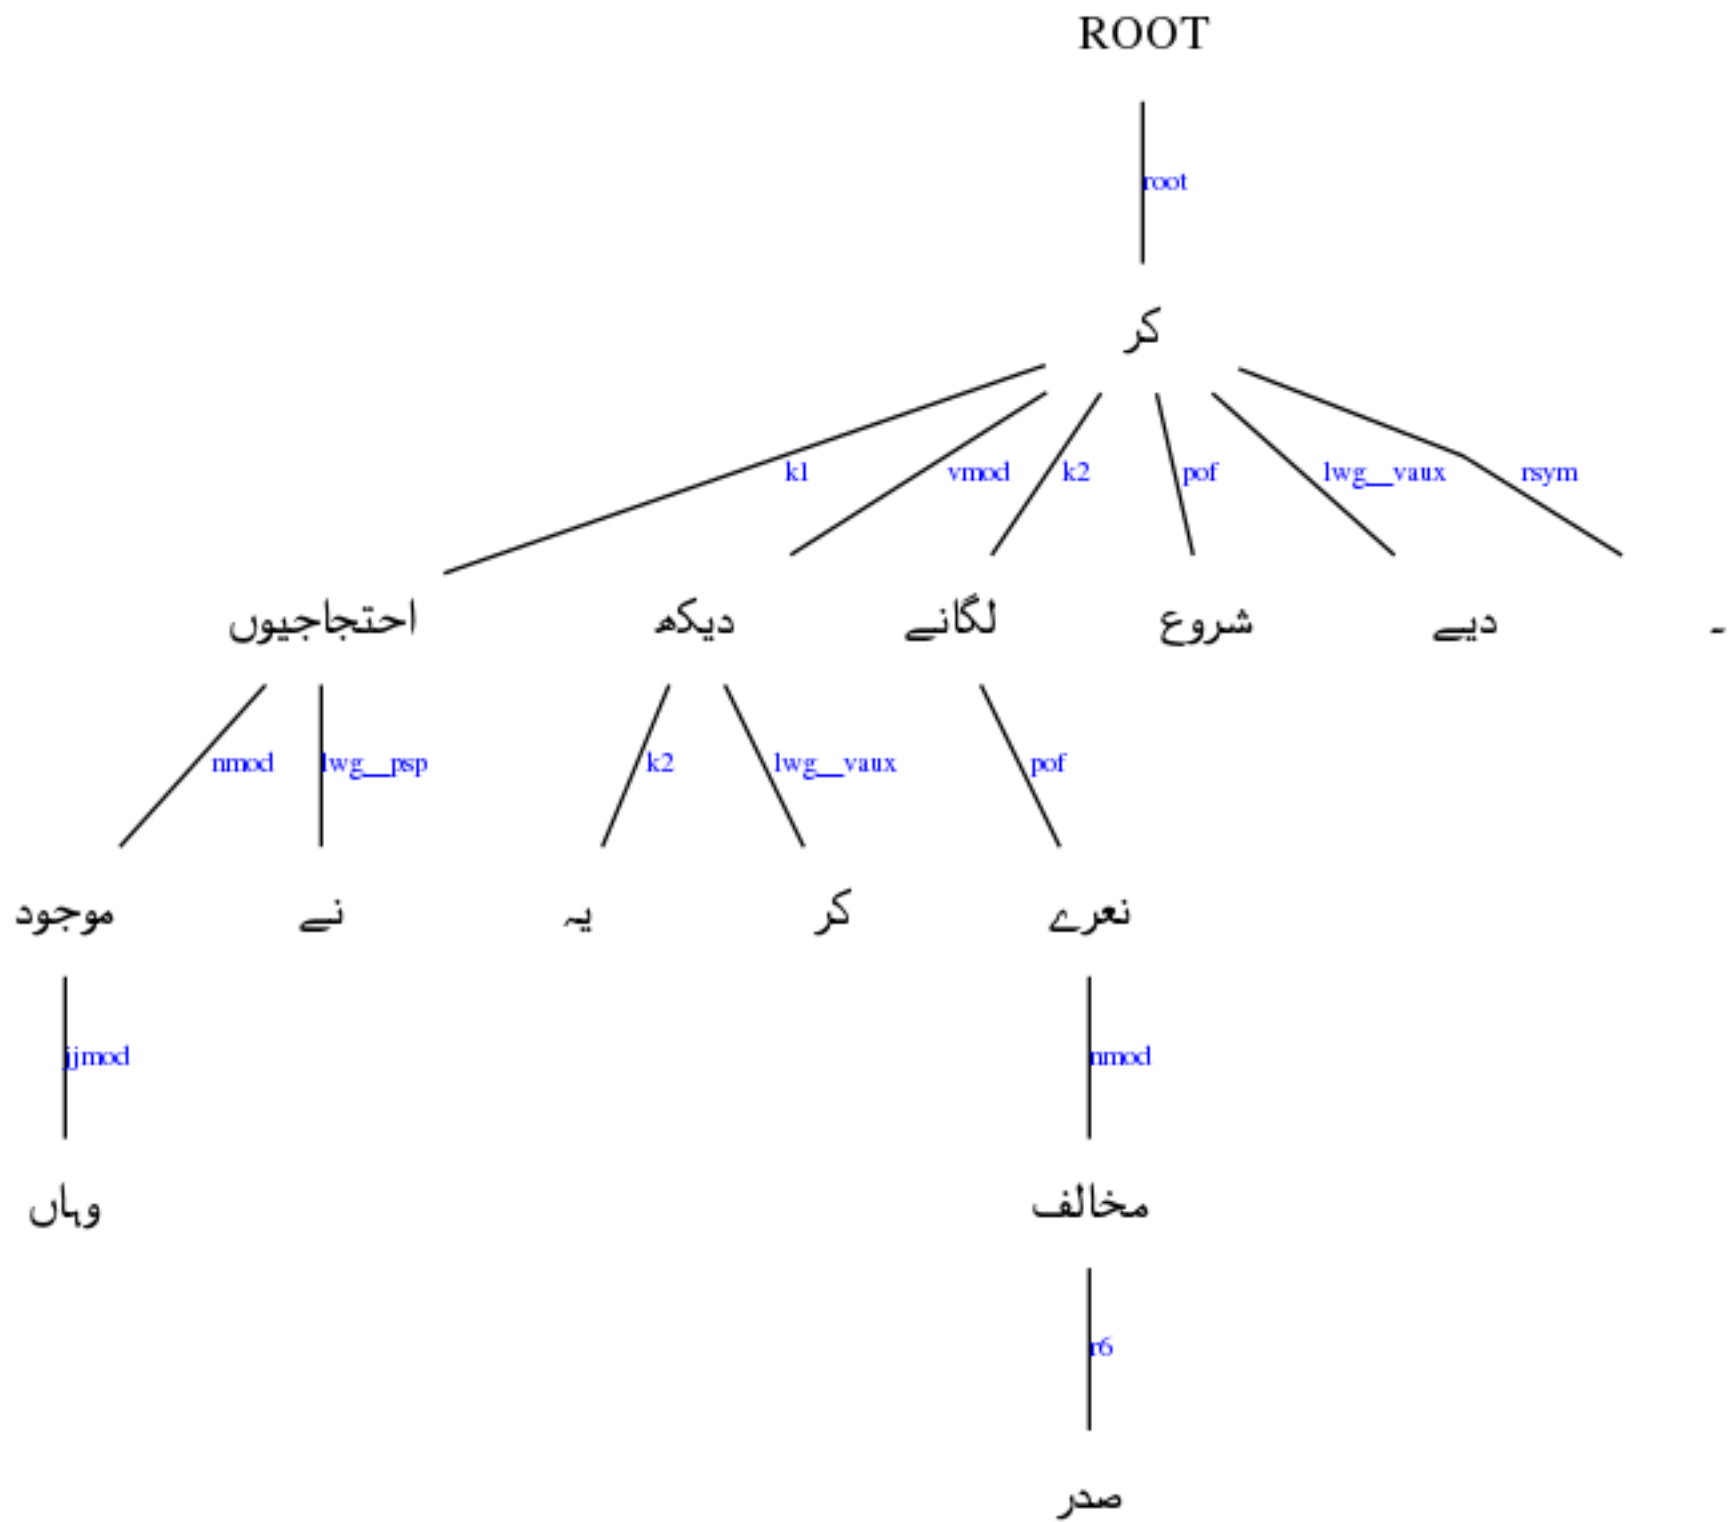 ROOT
root
کر
k1 vmod k2 pof lwg__vaux rsym
احتجاجیوں دیکھ لگانے شروع دیے ۔
nmod lwg__psp k2 lwg__vaux pof
موجود نے یہ کر نعرے
jjmod nmod
وہاں مخالف
r6
صدر